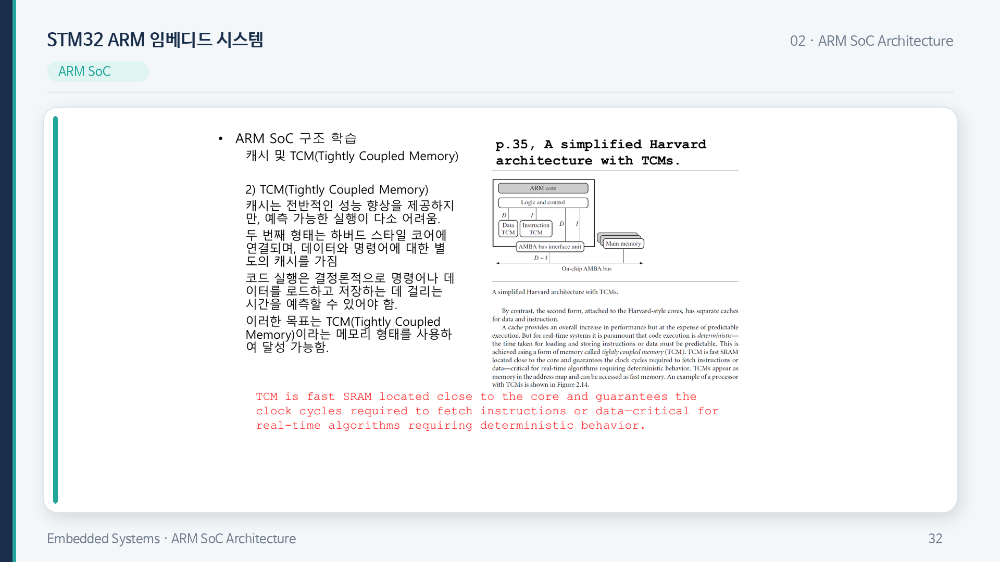 STM32 ARM 임베디드 시스템
02 · ARM SoC Architecture
ARM SoC
• ARM SoC 구조 학습
캐시 및 TCM(Tightly Coupled Memory)
2) TCM(Tightly Coupled Memory)
캐시는 전반적인 성능 향상을 제공하지
만, 예측 가능한 실행이 다소 어려움.
두 번째 형태는 하버드 스타일 코어에
연결되며, 데이터와 명령어에 대한 별
도의 캐시를 가짐
코드 실행은 결정론적으로 명령어나 데
이터를 로드하고 저장하는 데 걸리는
시간을 예측할 수 있어야 함.
이러한 목표는 TCM(Tightly Coupled
Memory)이라는 메모리 형태를 사용하
여 달성 가능함.
p.35, A simplified Harvard
architecture with TCMs.
ARM core
Logic and control
D
I
D
I
Data
TCM
Instruction
TCM
Main memory
AMBA bus interface unit
D + I
On-chip AMBA bus
A simplified Harvard architecture with TCMs.
By contrast, the second form, attached to the Harvard-style cores, has separate caches
for data and instruction.
A cache provides an overall increase in performance but at the expense of predictable
execution. But for real-time systems it is paramount that code execution is deterministic—
the time taken for loading and storing instructions or data must be predictable. This is
achieved using a form of memory called tightly coupled memory (TCM). TCM is fast SRAM
located close to the core and guarantees the clock cycles required to fetch instructions or
data—critical for real-time algorithms requiring deterministic behavior. TCMs appear as
memory in the address map and can be accessed as fast memory. An example of a processor
with TCMs is shown in Figure 2.14.
TCM is fast SRAM located close to the core and guarantees the
clock cycles required to fetch instructions or data—critical for
real-time algorithms requiring deterministic behavior.
Embedded Systems · ARM SoC Architecture
32